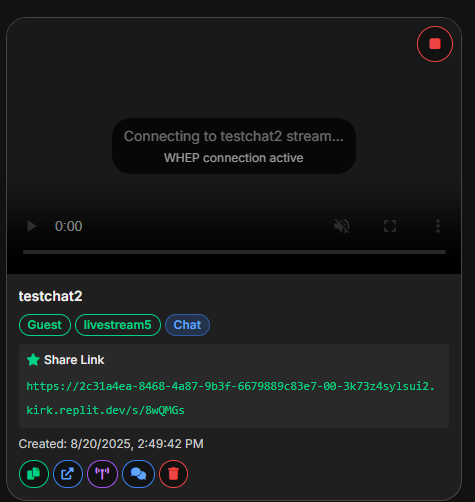 Connecting to testchat2 stream...
WHEP connection active
0:00
testchat2
Guest livestream5 Chat
Share Link
https://2c31a4ea-8468-4a87-9b3f-6679889c83e7-00-3k73z4sylsui2.
kirk.replit.dev/s/8wQMGs
Created: 8/20/2025, 2:49:42 PM